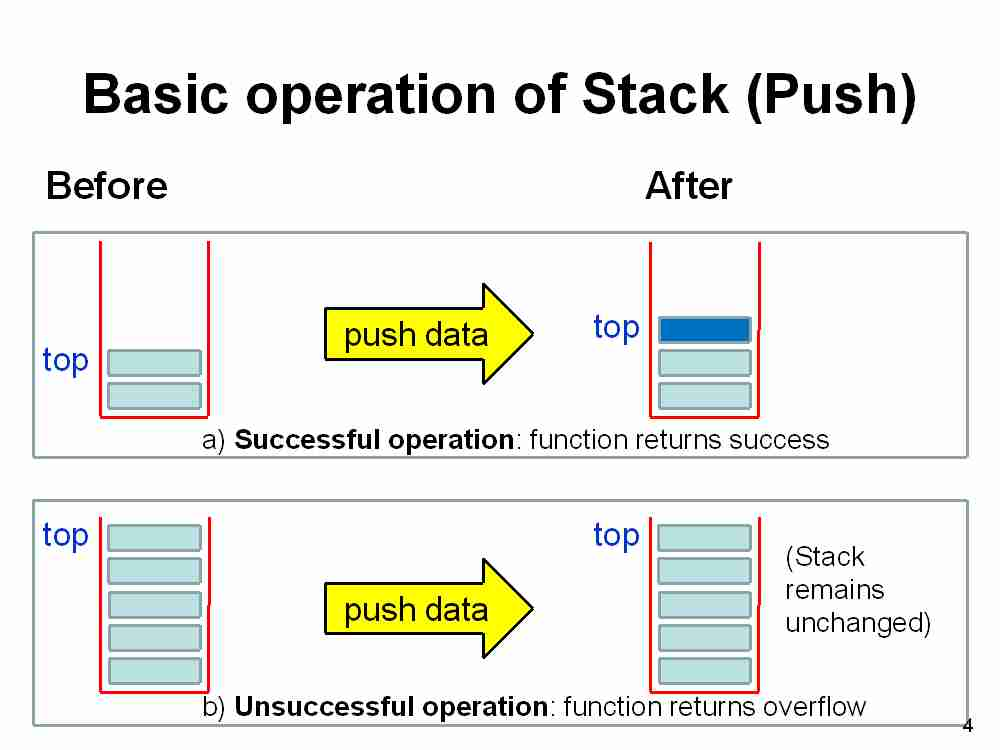 Basic operation of Stack (Push)
Before
After
top
push data
top
a) Successful operation: function returns success
top
push data
top
(Stack
remains
unchanged)
b) Unsuccessful operation: function returns overflow
4